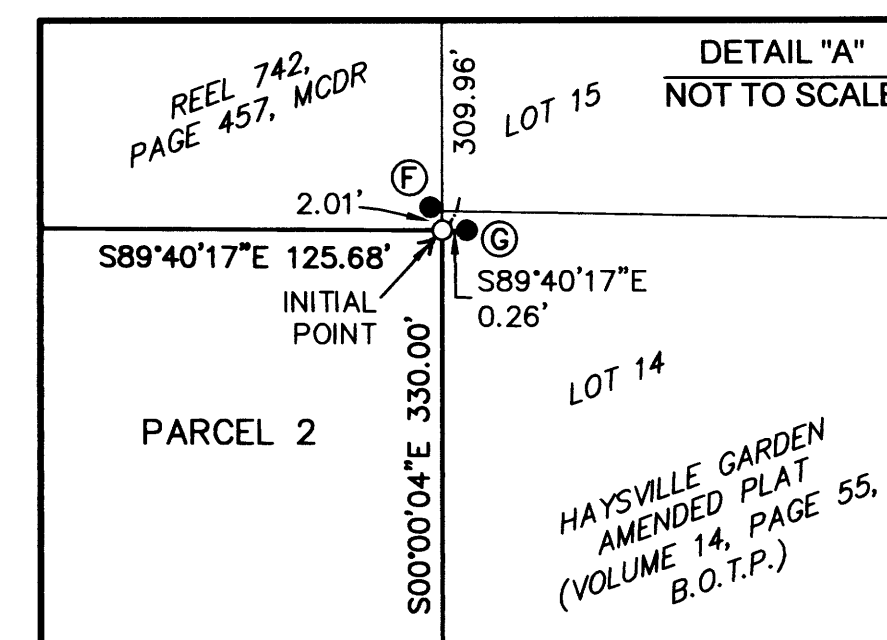 DETAIL "A"
NOT TO SCALE
REEL 742,
PAGE 457, MCDR
309.96'
LOT 15
F
2.01'
G
S89°40'17"E 125.68'
S89°40'17"E
0.26'
INITIAL
POINT
S00°00'04"E 330.00'
LOT 14
PARCEL 2
HAYSVILLE GARDEN
AMENDED PLAT
(VOLUME 14, PAGE 55,
B.O.T.P.)